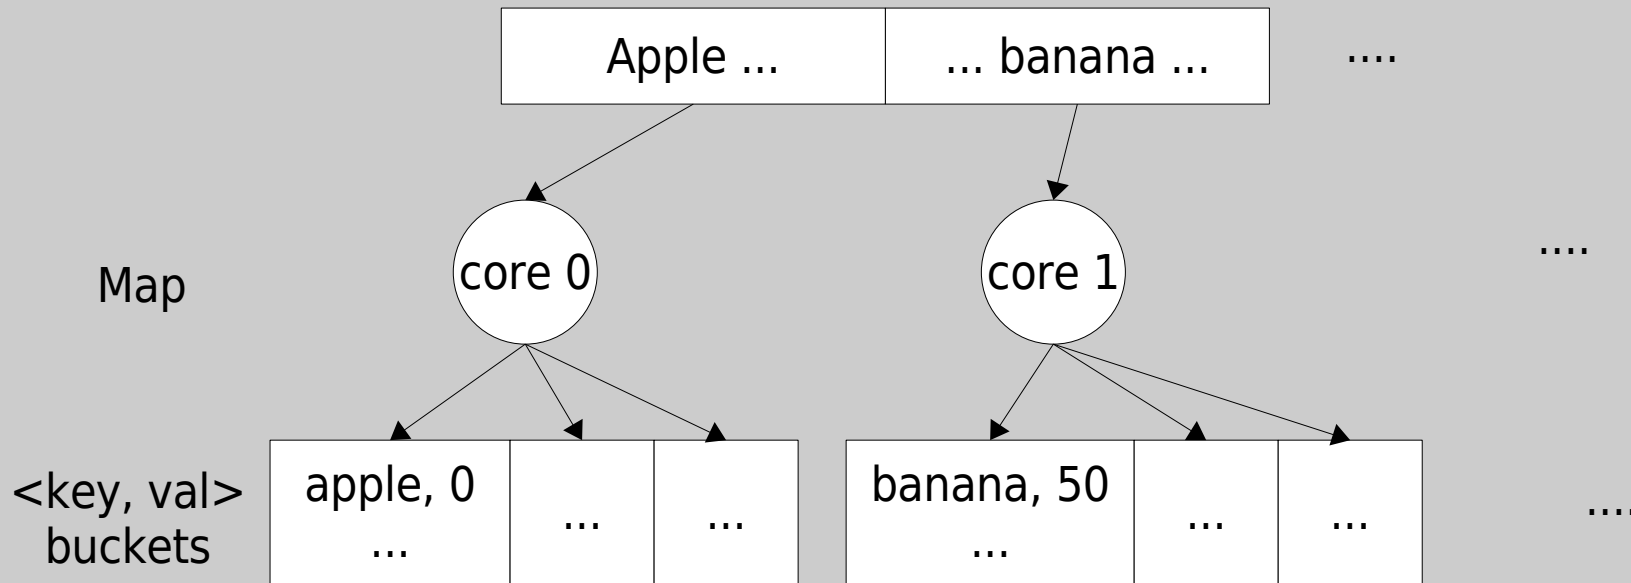 Apple ...
... banana ...
....
Map
core 0
core 1
....
<key, val>
buckets
apple, 0
...
...
...
banana, 50
...
...
...
....